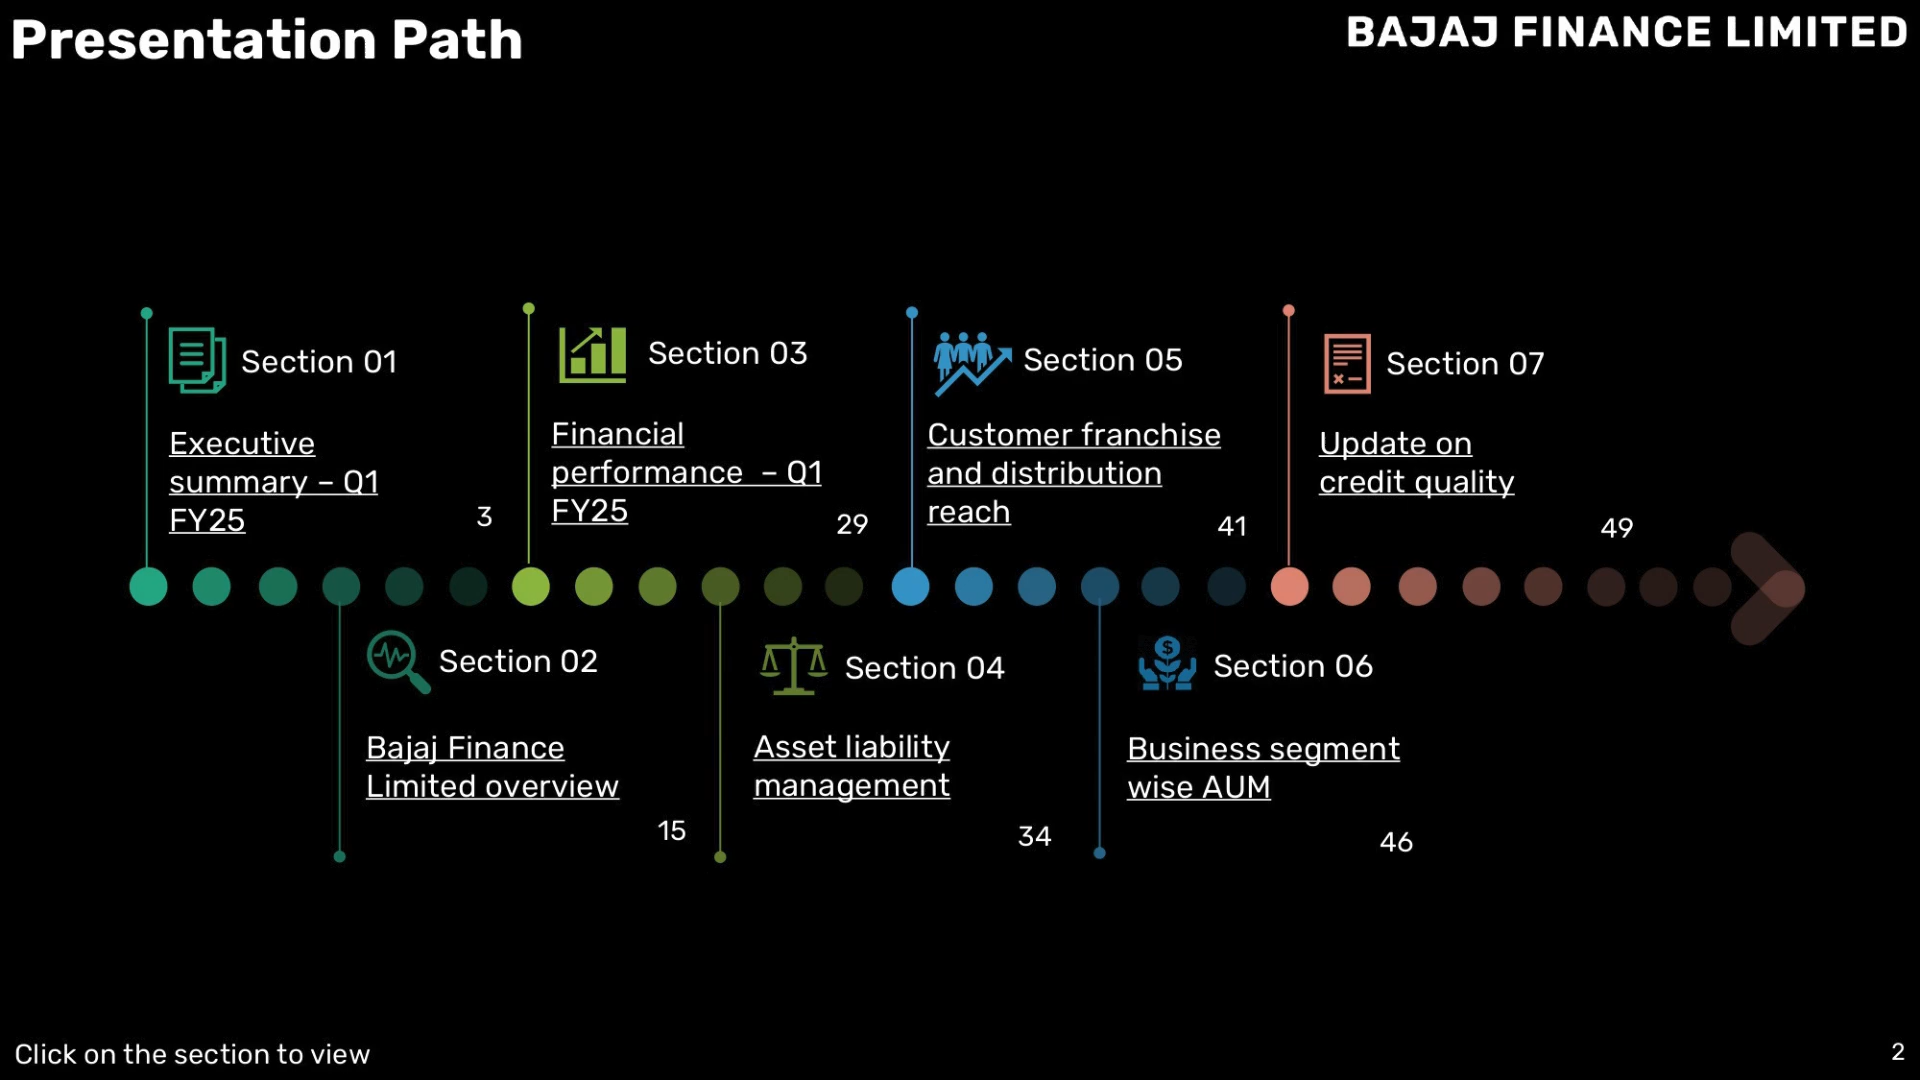 Presentation Path
BAJAJ FINANCE LIMITED
Section 01
Executive
summary – Q1
FY25
3
Section 03
Financial
performance  – Q1
FY25
29
Section 05
Customer franchise
and distribution
reach
41
Section 07
Update on
credit quality
49
Section 02
Bajaj Finance
Limited overview
15
Section 04
Asset liability
management
34
$
Section 06
Business segment
wise AUM
46
Click on the section to view
2